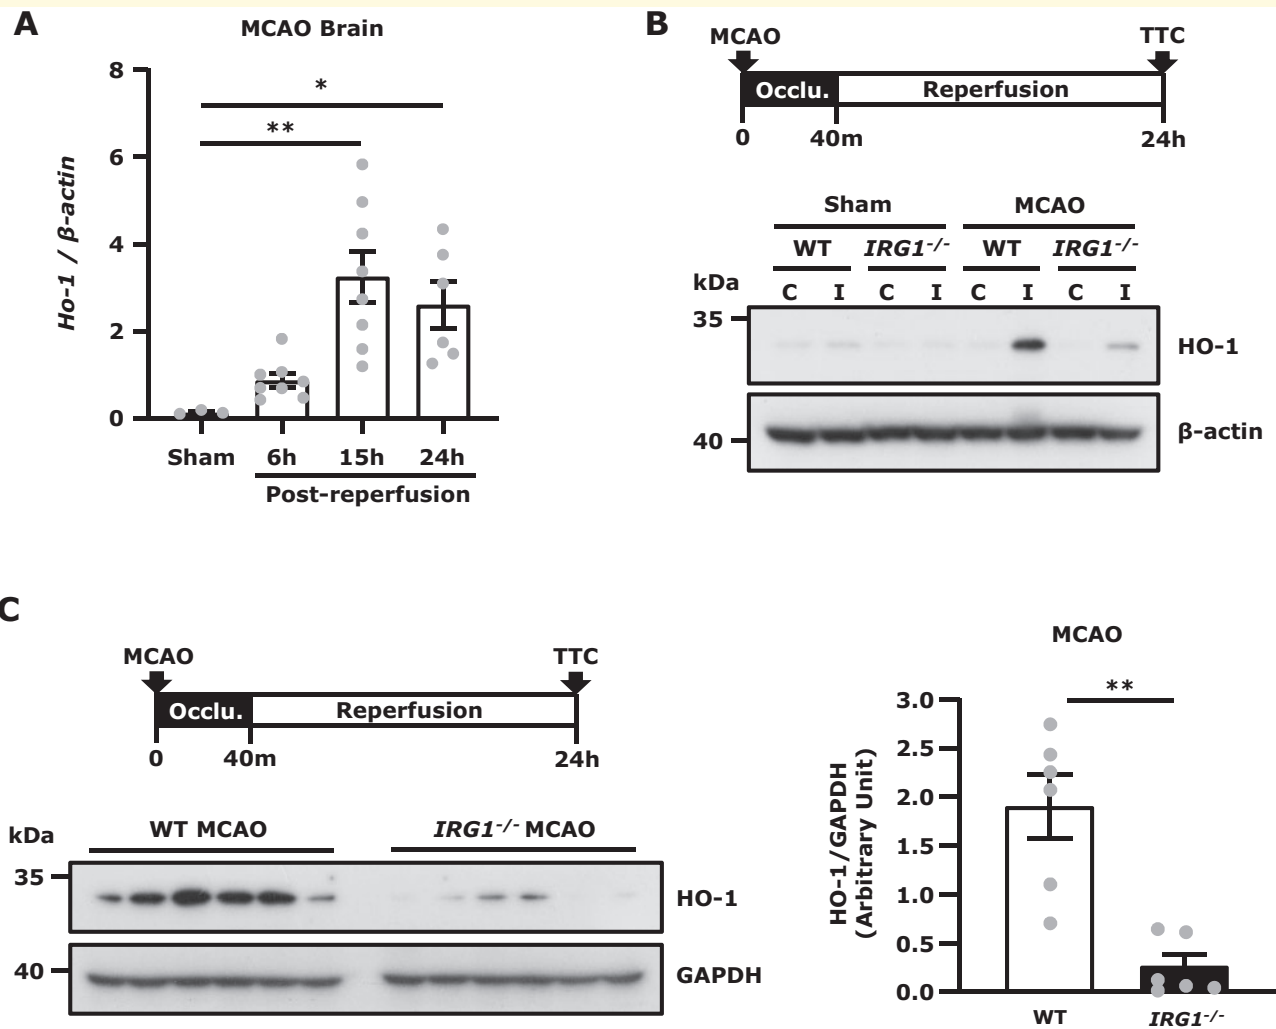 A
MCAO Brain
8
6
4
2
0
Ho-1 / β-actin
*
**
Sham 6h 15h 24h
Post-reperfusion
B
MCAO TTC
Occlu. Reperfusion
0 40m 24h
Sham MCAO
WT IRG1-/- WT IRG1-/-
kDa C I C I C I C I
35 HO-1
40 β-actin
C
MCAO TTC
Occlu. Reperfusion
0 40m 24h
kDa WT MCAO IRG1-/- MCAO
35 HO-1
40 GAPDH
MCAO
**
3.0
2.5
2.0
1.5
1.0
0.5
0.0
HO-1/GAPDH
(Arbitrary Unit)
WT IRG1-/-